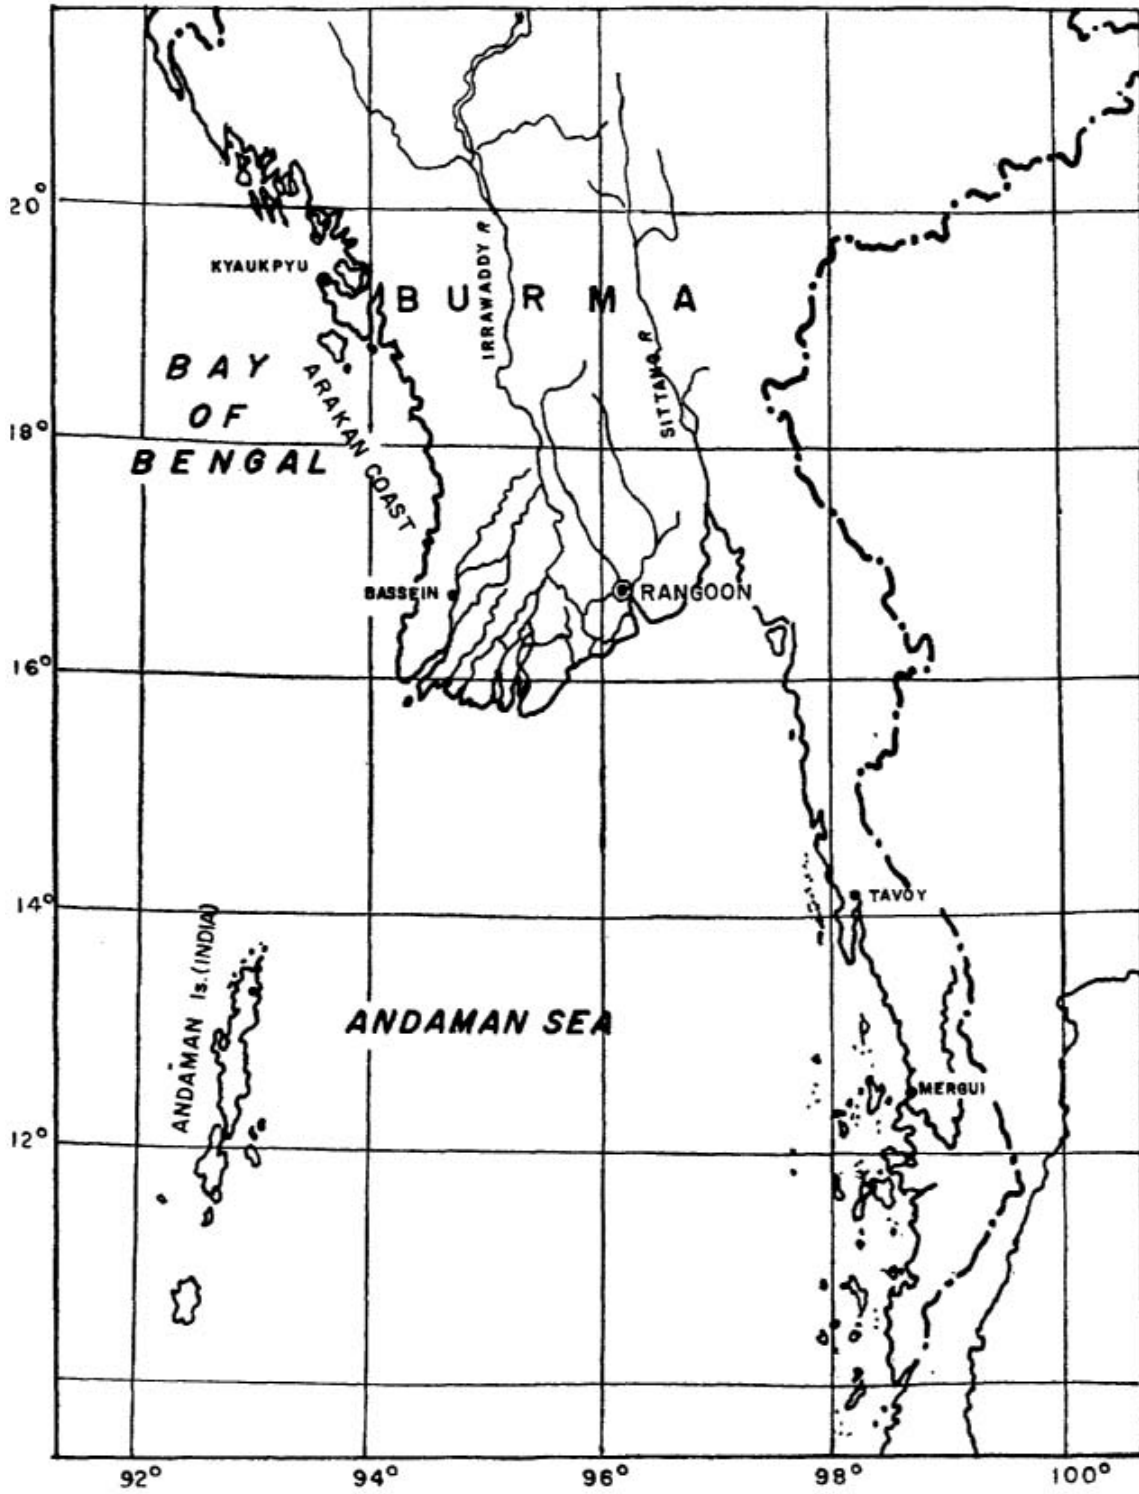 20°
IRRAWADDY R
KYAUKPYU
BURMA
SITTANG R
BAY
OF
BENGAL
ARAKAN COAST
18°
BASSEIN
RANGOON
16°
TAVOY
14°
ANDAMAN Is.(INDIA)
ANDAMAN SEA
MERGUI
12°
92° 94° 96° 98° 100°